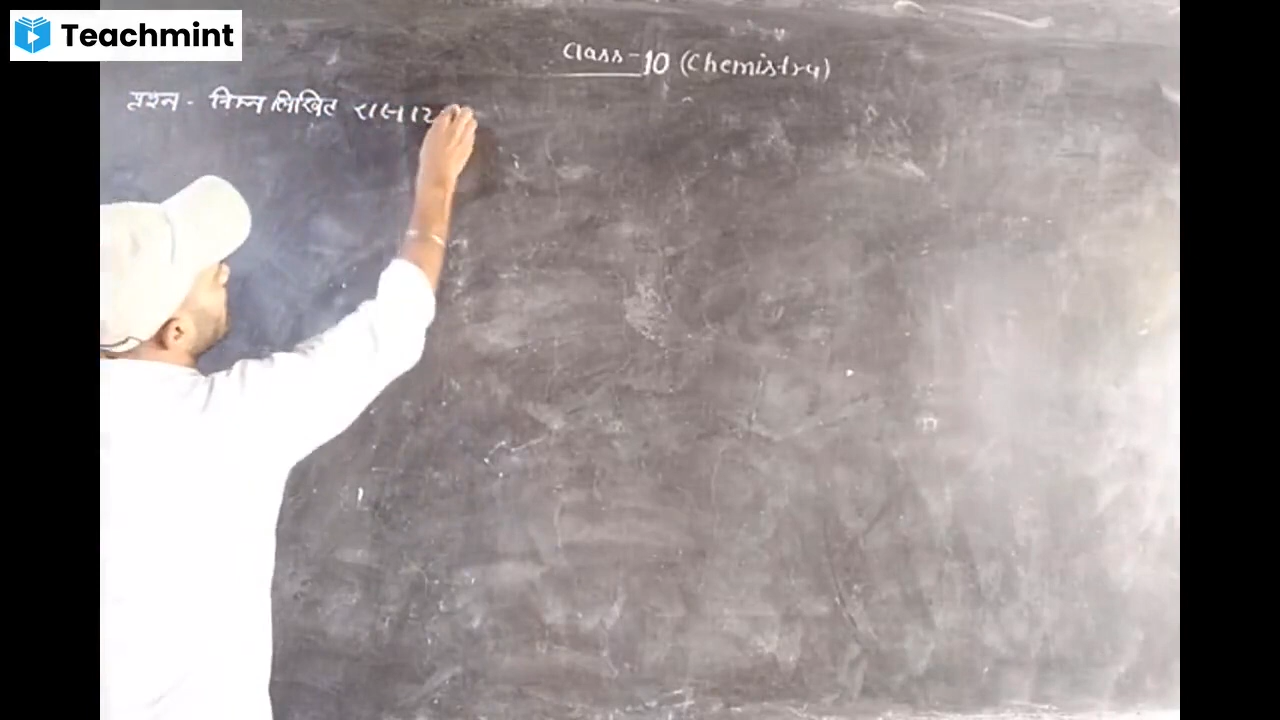 Teachmint
Class-10 (Chemistry)
प्रश्न - निम्नलिखित